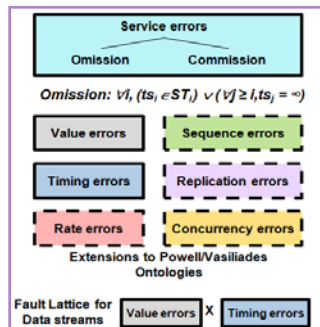 Service errors
Omission Commission
Omission: ∀i, (tsᵢ ∈ STᵢ) ∨ (∀j ≥ i, tsⱼ = ∞)
Value errors Sequence errors
Timing errors Replication errors
Rate errors Concurrency errors
Extensions to Powell/Vasiliades
Ontologies
Fault Lattice for
Data streams Value errors X Timing errors